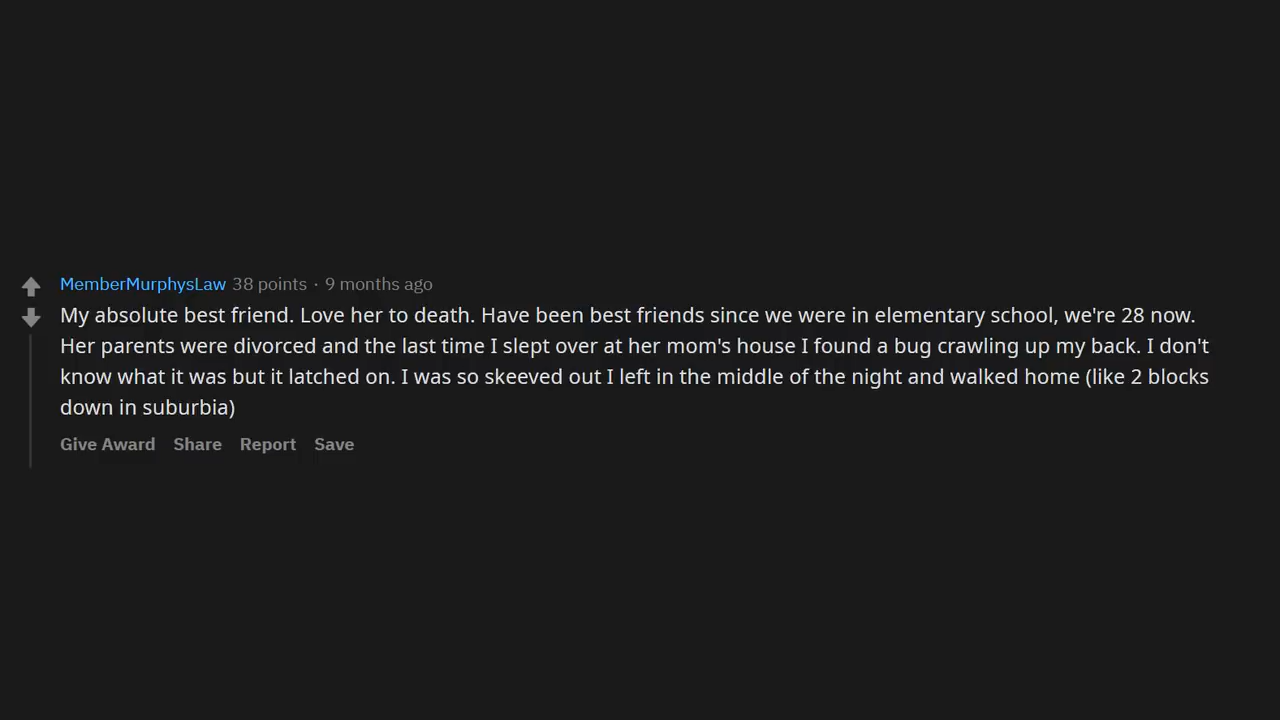 MemberMurphysLaw 38 points · 9 months ago
My absolute best friend. Love her to death. Have been best friends since we were in elementary school, we're 28 now.
Her parents were divorced and the last time I slept over at her mom's house I found a bug crawling up my back. I don't
know what it was but it latched on. I was so skeeved out I left in the middle of the night and walked home (like 2 blocks
down in suburbia)
Give Award Share Report Save